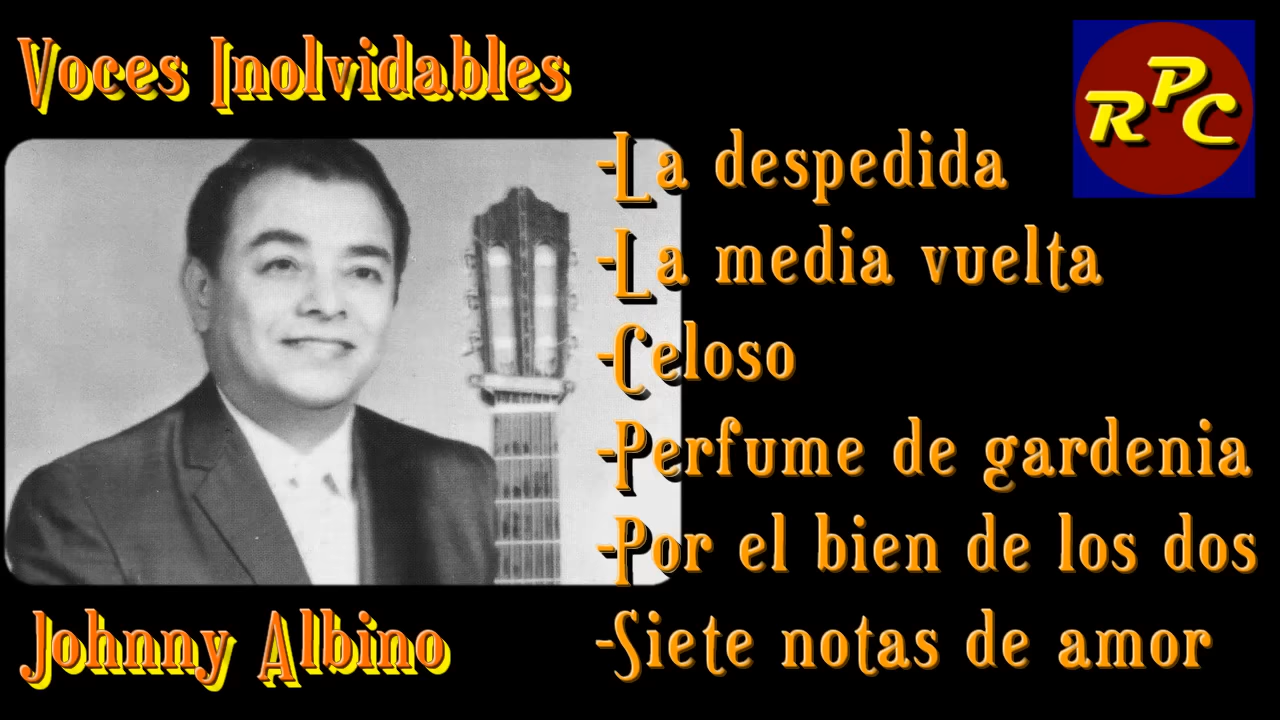 Voces Inolvidables
RPC
-La despedida
-La media vuelta
-Celoso
-Perfume de gardenia
-Por el bien de los dos
-Siete notas de amor
Johnny Albino